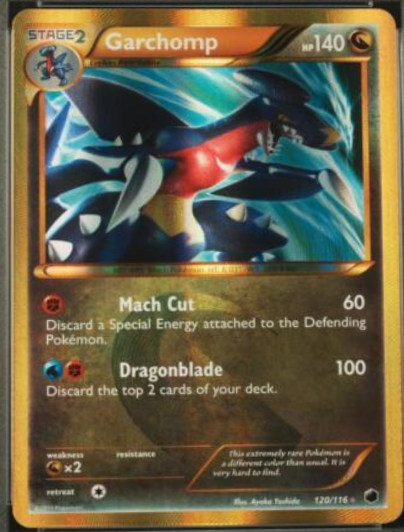 STAGE2
Garchomp
HP140
Mach Cut 60
Discard a Special Energy attached to the Defending
Pokémon.
Dragonblade 100
Discard the top 2 cards of your deck.
weakness
resistance
×2
This extremely rare Pokémon is
a different color than usual. It is
very hard to find.
retreat
Illus. Ayaka Yoshida
120/116